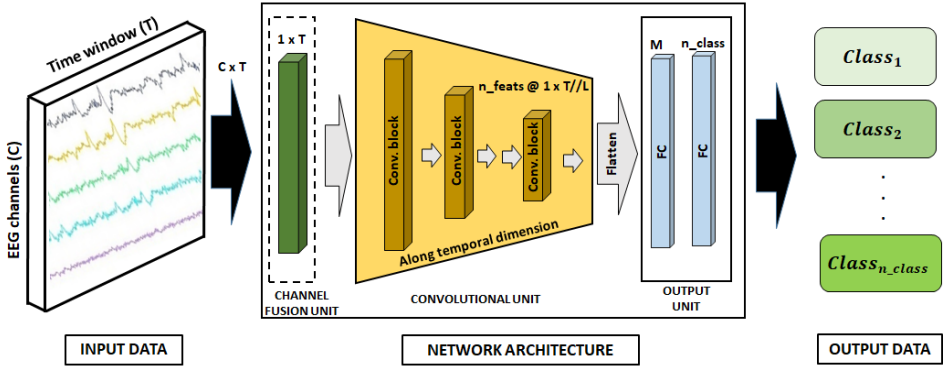 Time window (T)
EEG channels (C)
C x T
1 x T
CHANNEL
FUSION UNIT
Conv. block
Conv. block
Conv. block
n_feats @ 1 x T//L
Along temporal dimension
CONVOLUTIONAL UNIT
Flatten
M
n_class
FC
FC
OUTPUT
UNIT
Class₁
Class₂
.
.
.
Classₙ_class
INPUT DATA
NETWORK ARCHITECTURE
OUTPUT DATA